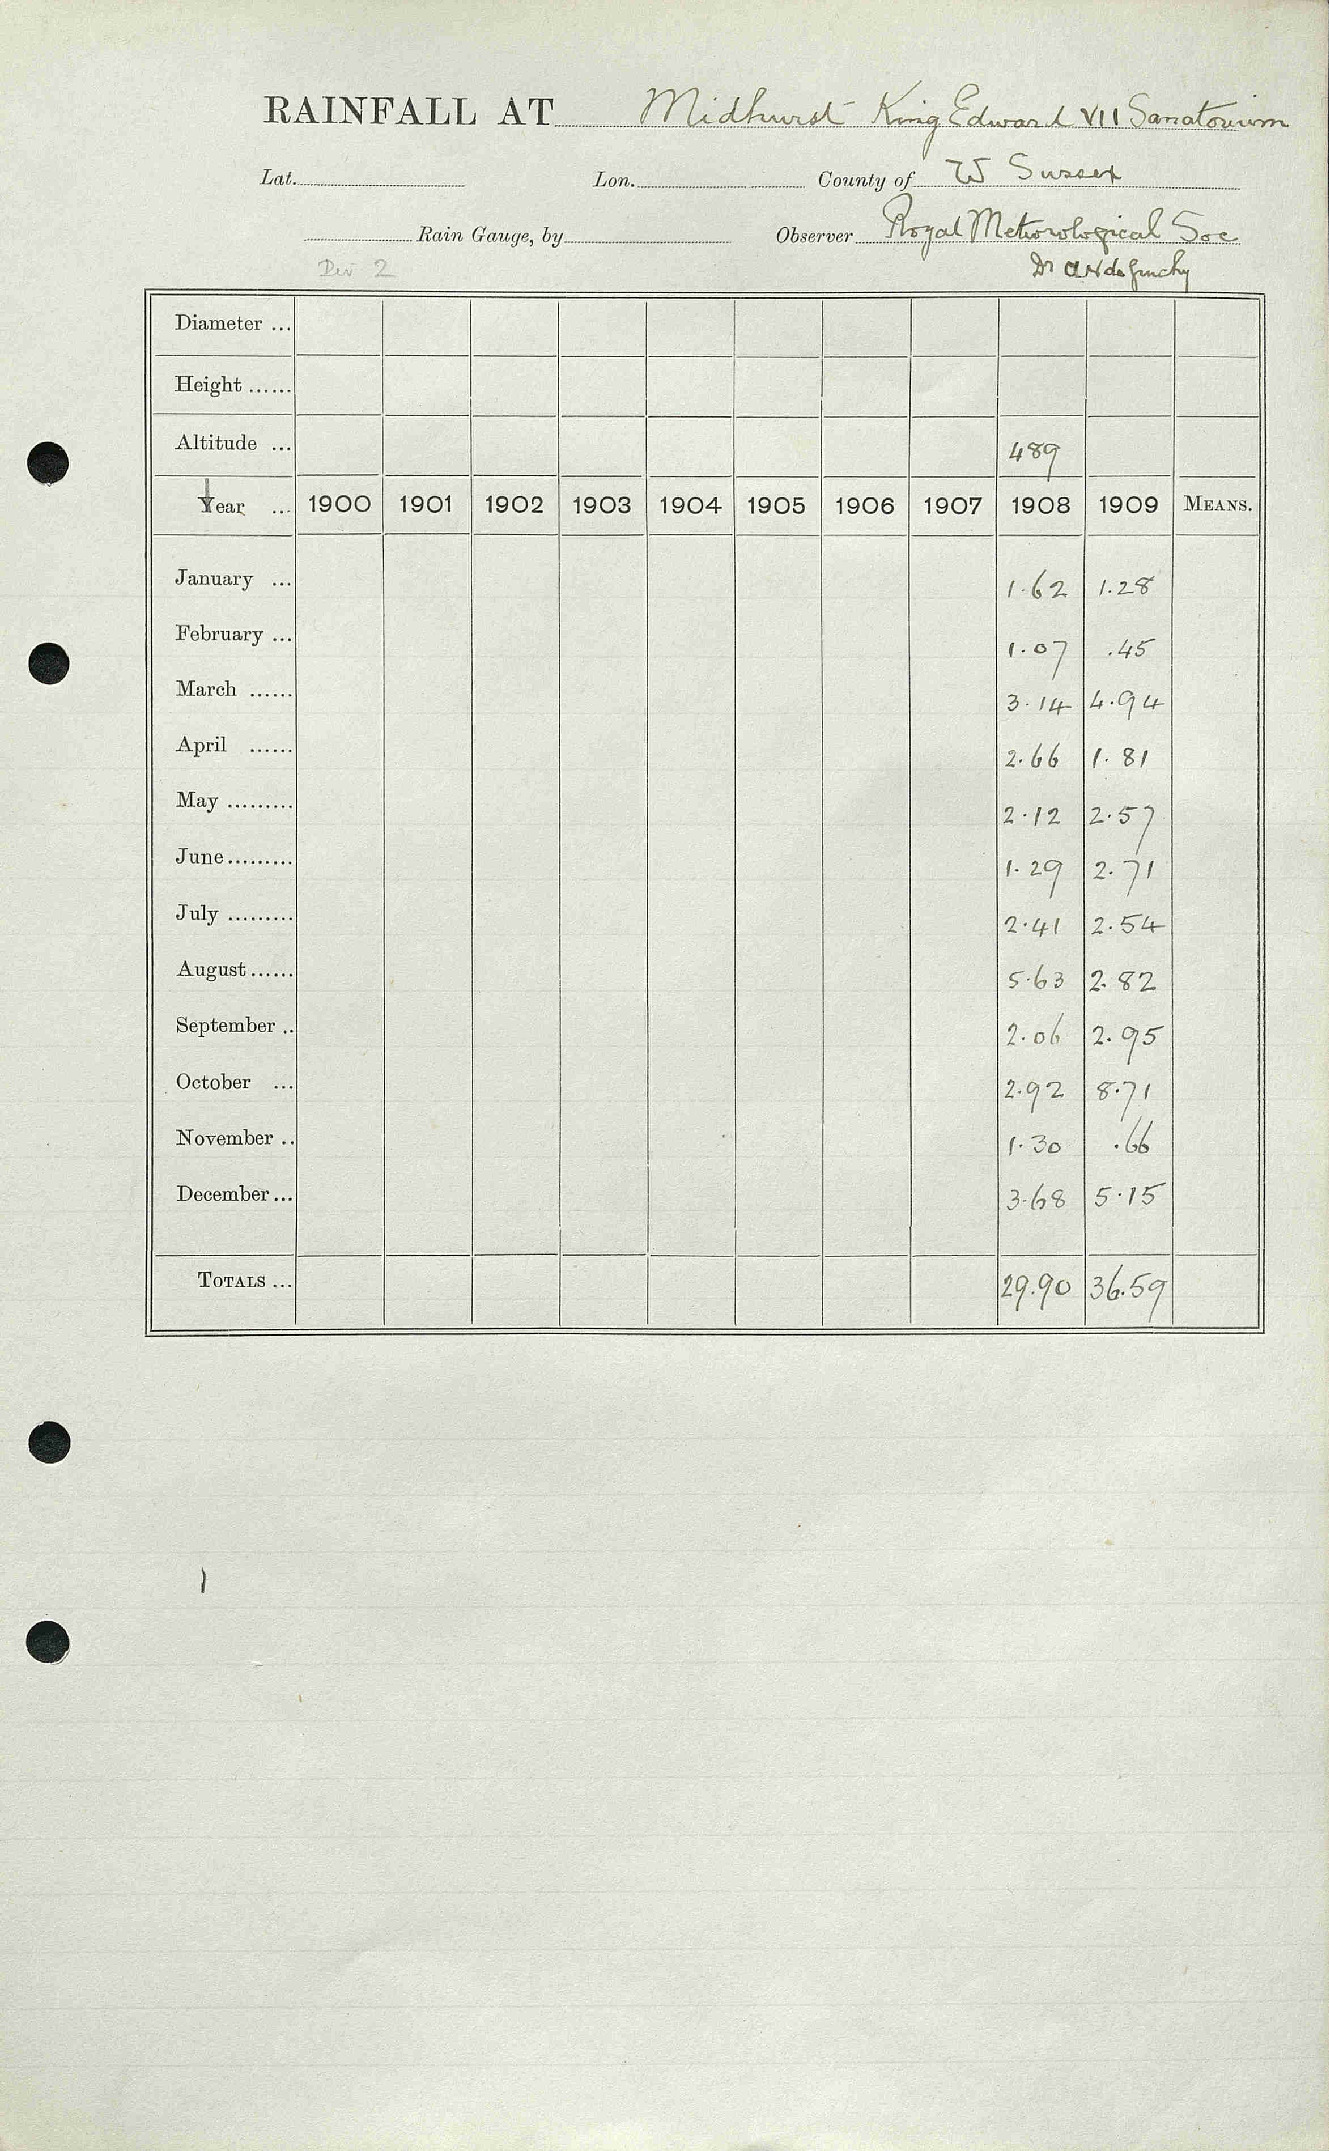 RAINFALL AT Midhurst King Edward VII Sanatorium
Lat. Lon. County of W Sussex
Rain Gauge, by Observer Royal Meteorological Soc
Div 2 Dr
Diameter ...
Height ......
Altitude ... 489
Year ... 1900 1901 1902 1903 1904 1905 1906 1907 1908 1909 MEANS.
January ... 1.62 1.28
February ... 1.07 .45
March ...... 3.14 4.94
April ...... 2.66 1.81
May ......... 2.12 2.57
June ......... 1.29 2.71
July ......... 2.41 2.54
August ...... 5.63 2.82
September .. 2.06 2.95
October ... 2.92 8.71
November .. 1.30 .66
December ... 3.68 5.15
TOTALS ... 29.90 36.59